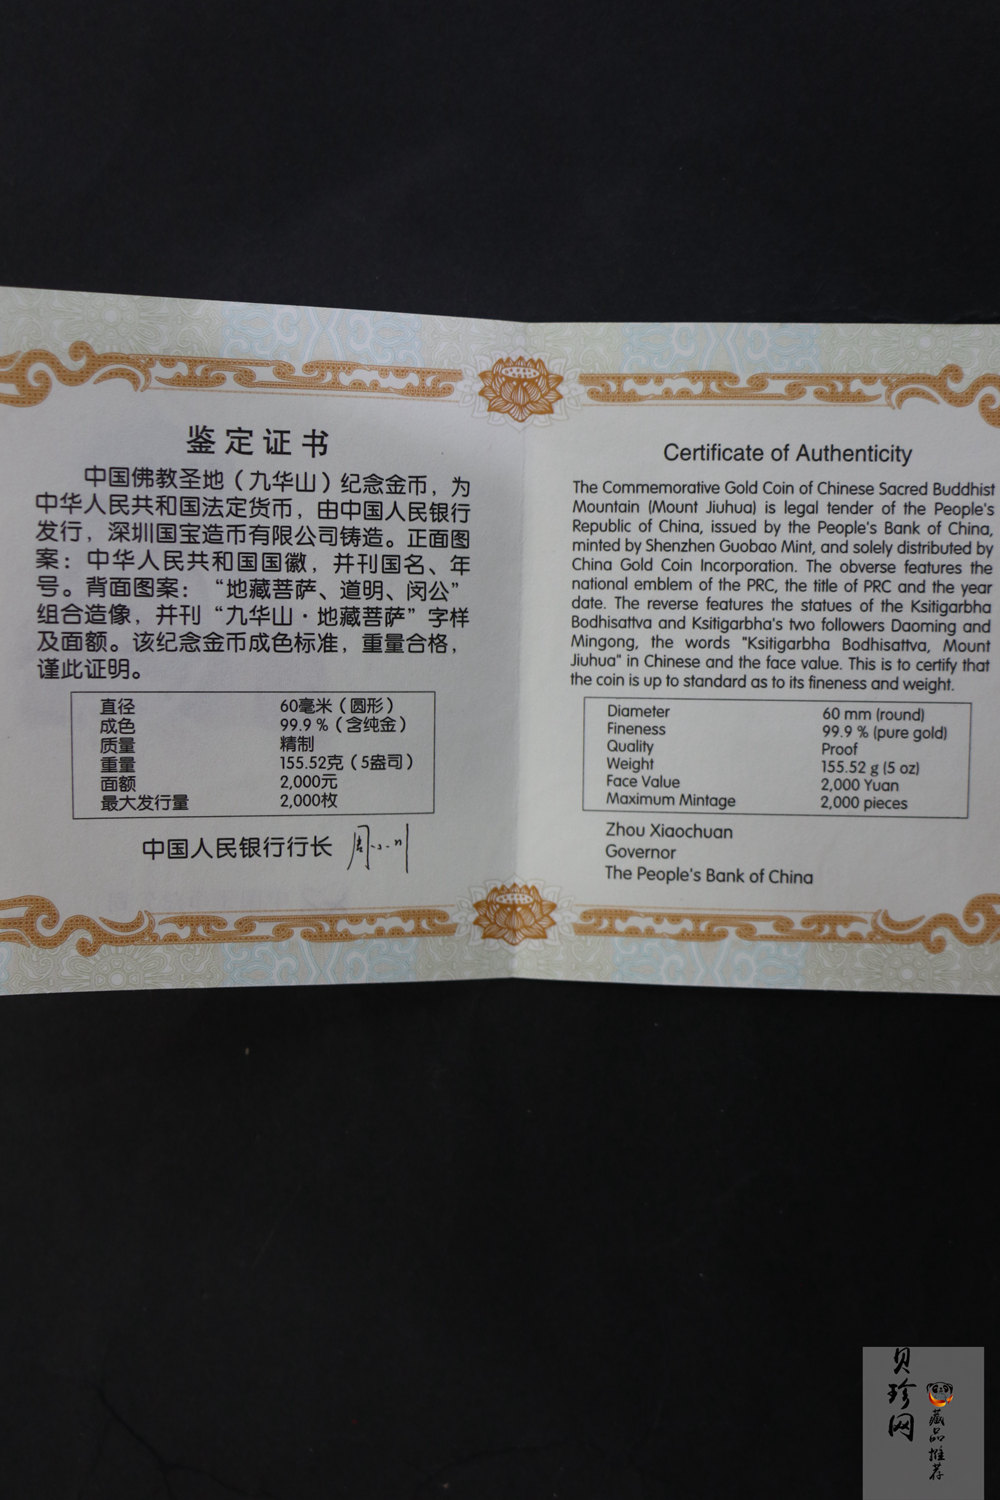 鉴定证书
中国佛教圣地（九华山）纪念金币，为
中华人民共和国法定货币，由中国人民银行
发行，深圳国宝造币有限公司铸造。正面图
案：中华人民共和国国徽，并刊国名、年
号。背面图案：“地藏菩萨、道明、闵公”
组合造像，并刊“九华山·地藏菩萨”字样
及面额。该纪念金币成色标准，重量合格，
谨此证明。
直径 60毫米（圆形）
成色 99.9％（含纯金）
质量 精制
重量 155.52克（5盎司）
面额 2,000元
最大发行量 2,000枚
中国人民银行行长 周小川
Certificate of Authenticity
The Commemorative Gold Coin of Chinese Sacred Buddhist
Mountain (Mount Jiuhua) is legal tender of the People's
Republic of China, issued by the People's Bank of China,
minted by Shenzhen Guobao Mint, and solely distributed by
China Gold Coin Incorporation. The obverse features the
national emblem of the PRC, the title of PRC and the year
date. The reverse features the statues of the Ksitigarbha
Bodhisattva and Ksitigarbha's two followers Daoming and
Mingong, the words "Ksitigarbha Bodhisattva, Mount
Jiuhua" in Chinese and the face value. This is to certify that
the coin is up to standard as to its fineness and weight.
Diameter 60 mm (round)
Fineness 99.9 % (pure gold)
Quality Proof
Weight 155.52 g (5 oz)
Face Value 2,000 Yuan
Maximum Mintage 2,000 pieces
Zhou Xiaochuan
Governor
The People's Bank of China
贝珍网
藏品推荐